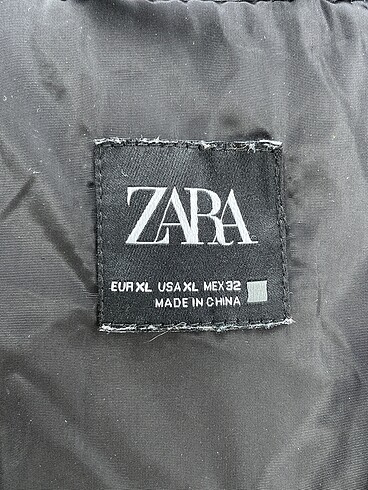 ZARA
EUR XL USA XL MEX 32
MADE IN CHINA